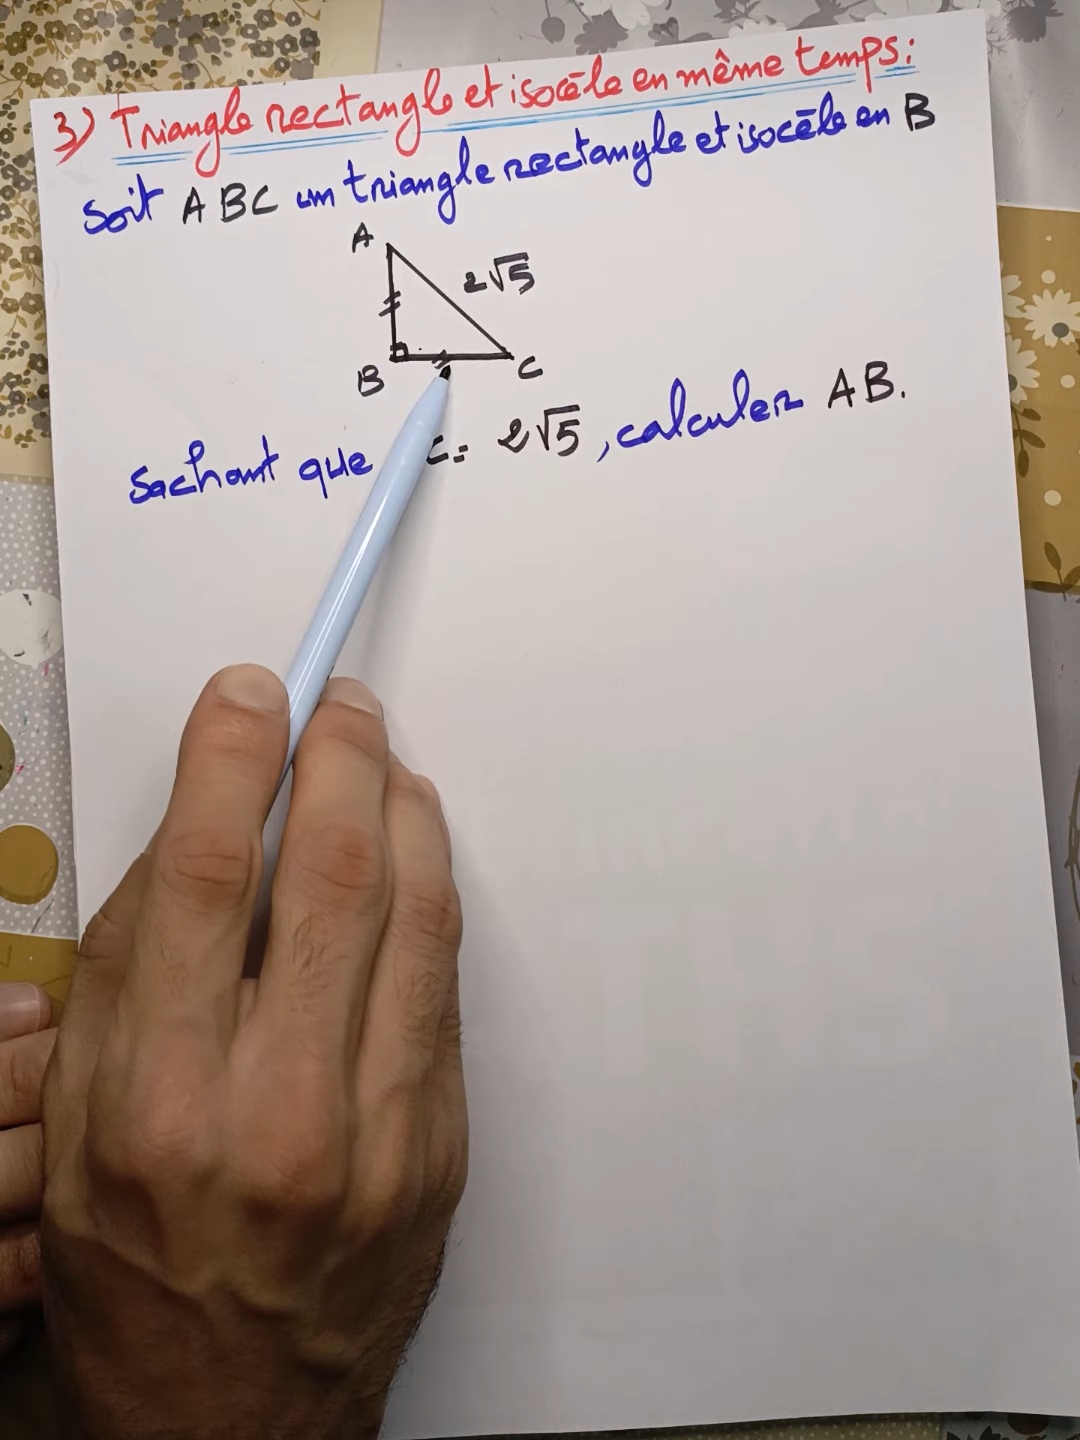 3) Triangle rectangle et isocèle en même temps:
Soit ABC un triangle rectangle et isocèle en B
A
2√5
B
C
Sachant que C= 2√5, calculer AB.